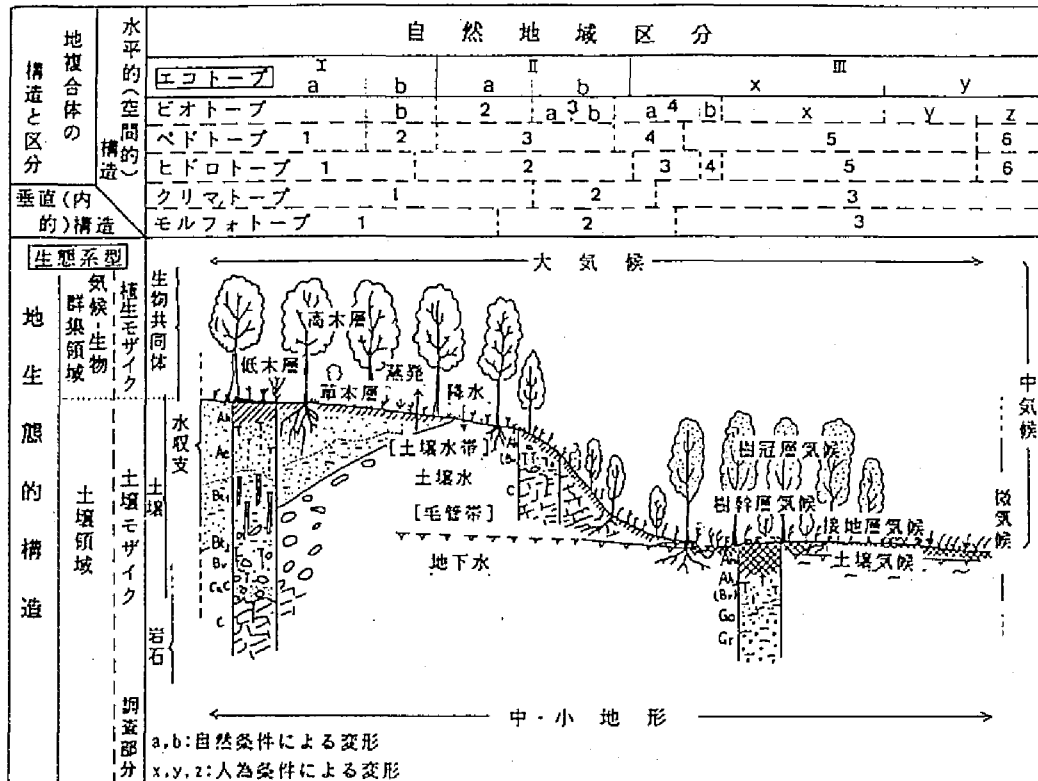 自然地域区分
地複合体の
構造と区分
水平的(空間的)
構造
垂直(内
的)構造
エコトープ
I
II
III
a
b
a
b
x
y
ビオトープ
b
2
3
a
b
4
a
b
x
y
z
ペドトープ
1
2
3
4
5
6
ヒドロトープ
1
2
3
4
5
6
クリマトープ
1
2
3
モルフォトープ
1
2
3
生態系型
地生態的構造
気候-生物
群集領域
植生モザイク
生物共同体
土壌領域
土壌モザイク
土壌
水収支
岩石
調査部分
大気候
高木層
低木層
草本層
蒸発
降水
[土壌水帯]
土壌水
[毛管帯]
地下水
樹冠層気候
樹幹層気候
接地層気候
土壌気候
中気候
微気候
Ah
C
C
Go
Gr
中・小地形
a,b:自然条件による変形
x,y,z:人為条件による変形